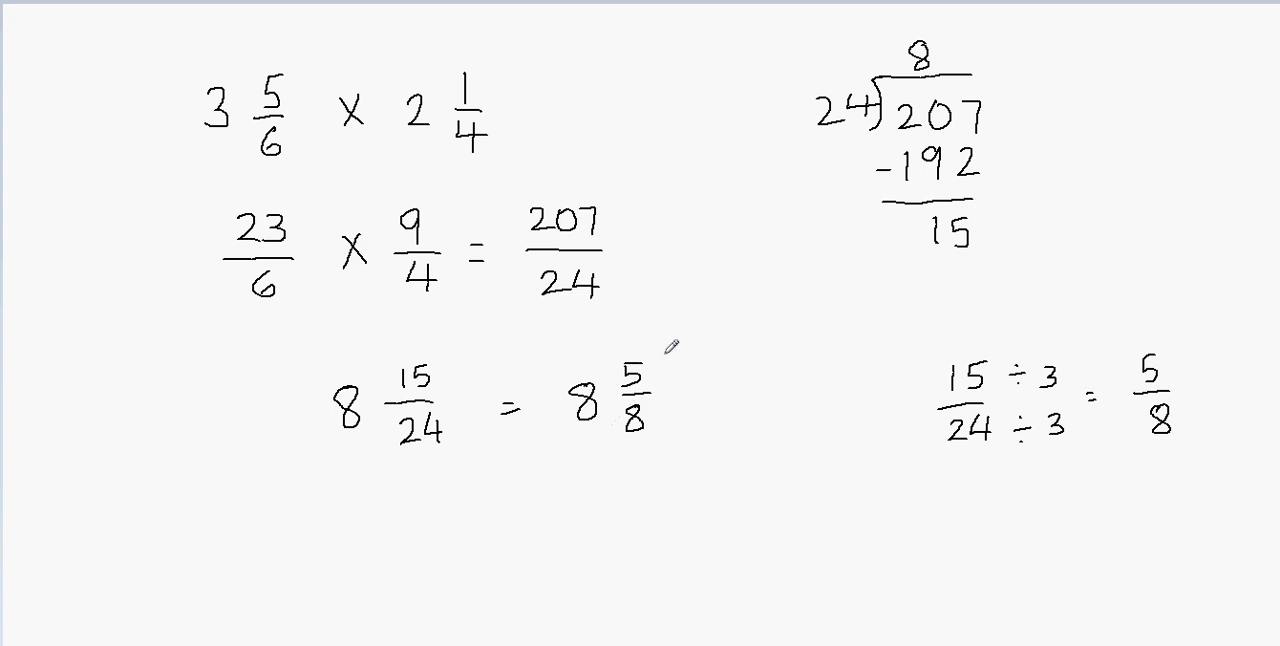 3 5/6 x 2 1/4
23/6 x 9/4 = 207/24
8 15/24 = 8 5/8
8
24)207
-192
15
15 ÷ 3 / 24 ÷ 3 = 5/8